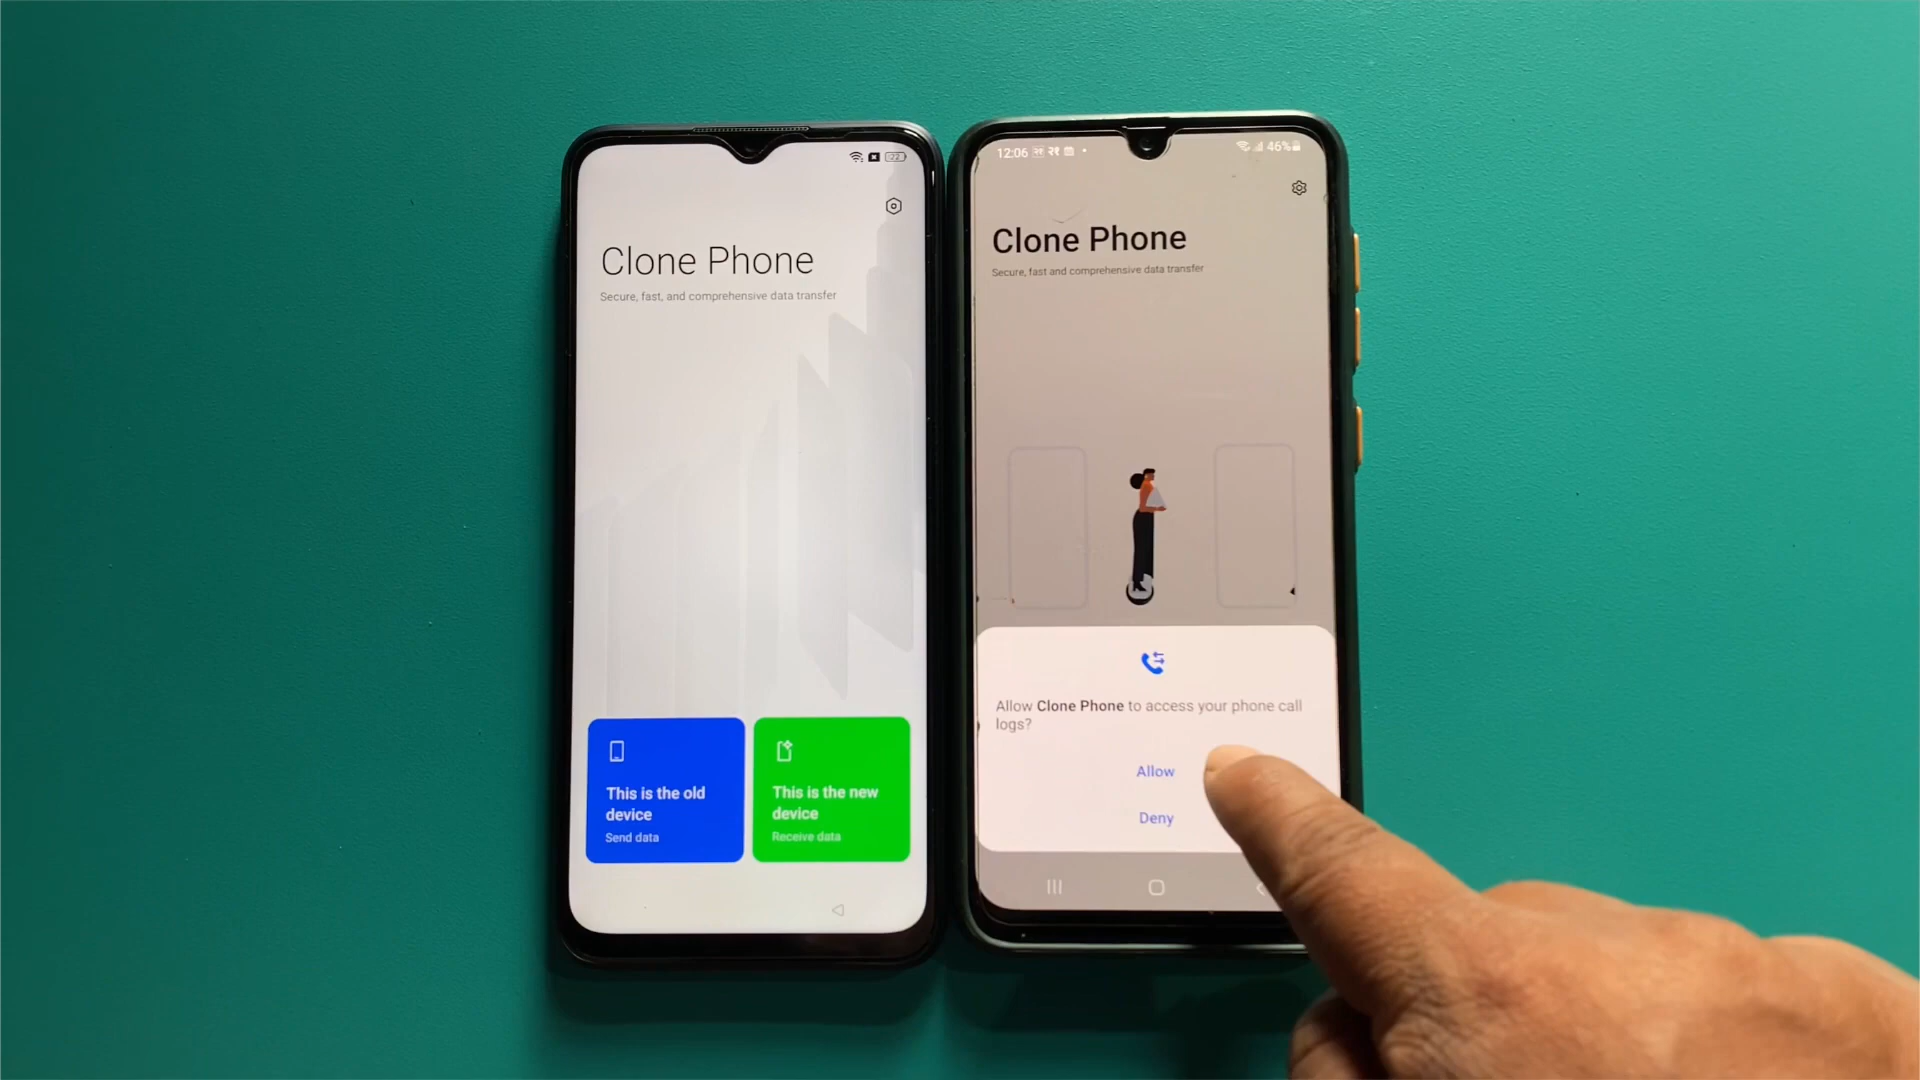 22
Clone Phone
Secure, fast, and comprehensive data transfer
This is the old
device
Send data
This is the new
device
Receive data
12:06
46%
Clone Phone
Secure, fast and comprehensive data transfer
Allow Clone Phone to access your phone call
logs?
Allow
Deny